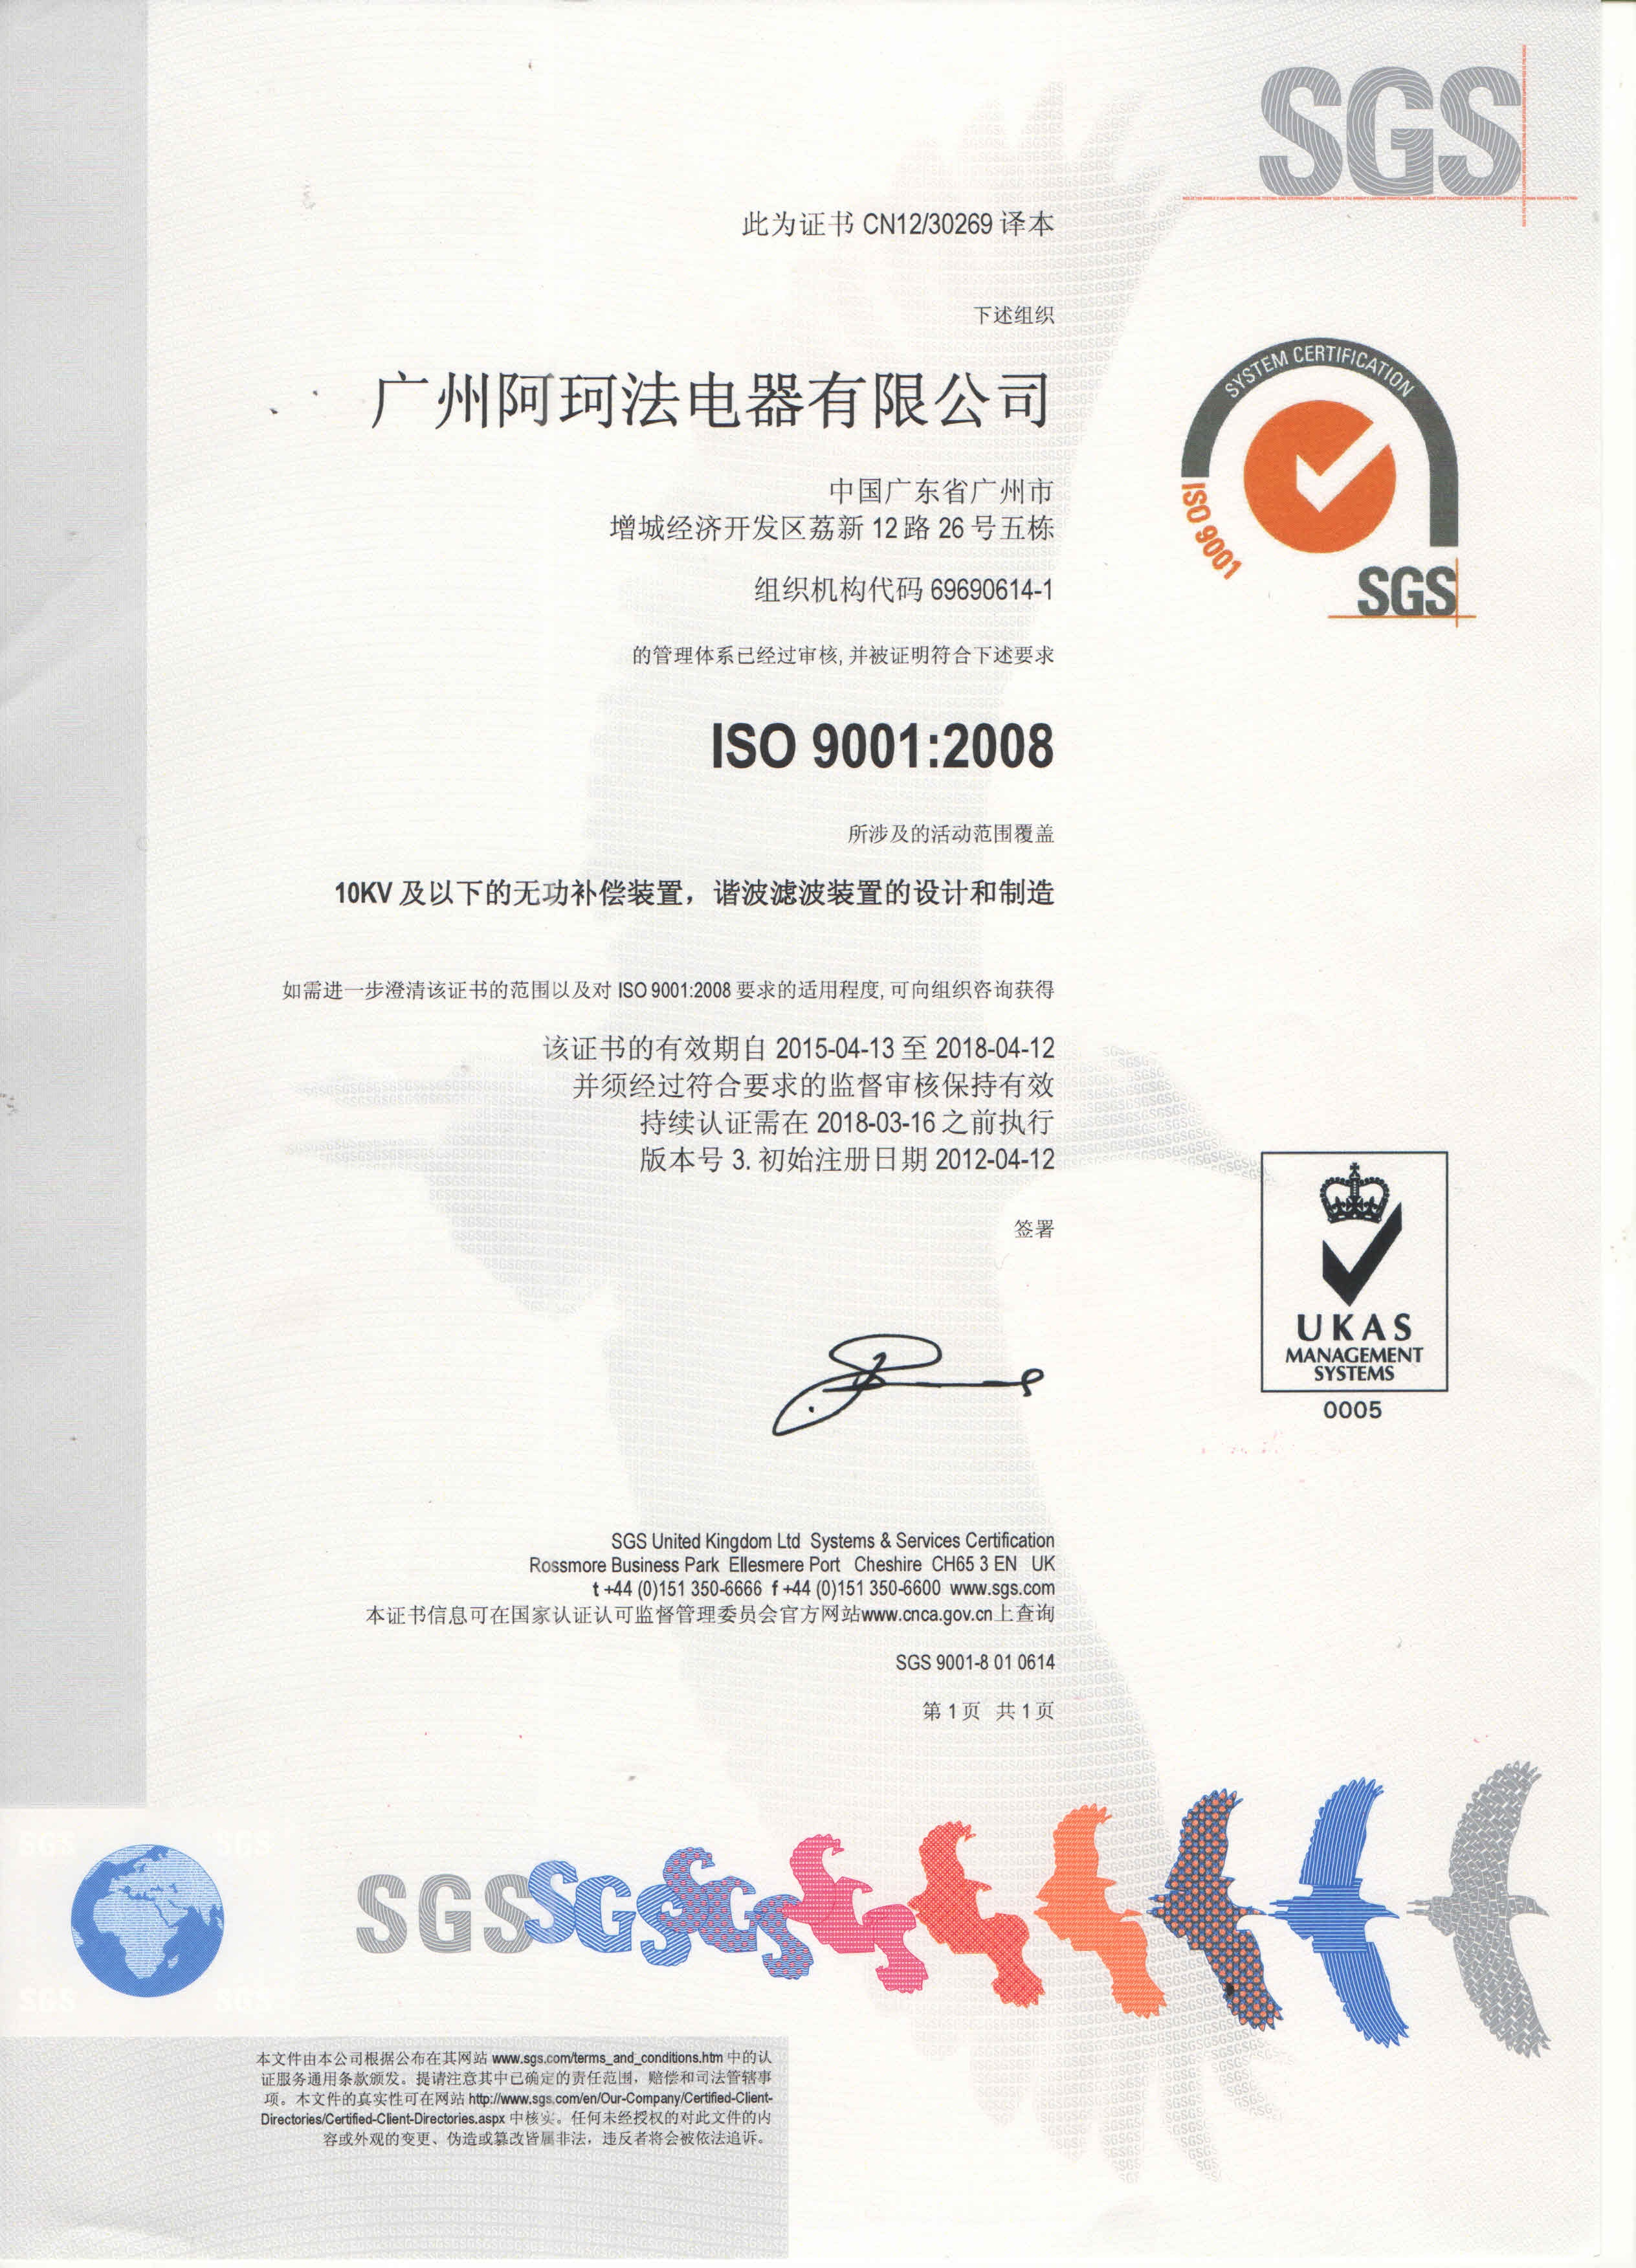 SGS
此为证书 CN12/30269 译本
下述组织
广州阿珂法电器有限公司
SYSTEM CERTIFICATION
ISO 9001
SGS
中国广东省广州市
增城经济开发区荔新 12 路 26 号五栋
组织机构代码 69690614-1
的管理体系已经过审核, 并被证明符合下述要求
ISO 9001:2008
所涉及的活动范围覆盖
10KV 及以下的无功补偿装置，谐波滤波装置的设计和制造
如需进一步澄清该证书的范围以及对 ISO 9001:2008 要求的适用程度, 可向组织咨询获得
该证书的有效期自 2015-04-13 至 2018-04-12
并须经过符合要求的监督审核保持有效
持续认证需在 2018-03-16 之前执行
版本号 3. 初始注册日期 2012-04-12
签署
UKAS
MANAGEMENT
SYSTEMS
0005
SGS United Kingdom Ltd Systems & Services Certification
Rossmore Business Park Ellesmere Port Cheshire CH65 3 EN UK
t +44 (0)151 350-6666 f +44 (0)151 350-6600 www.sgs.com
本证书信息可在国家认证认可监督管理委员会官方网站www.cnca.gov.cn上查询
SGS 9001-8 01 0614
第 1 页 共 1 页
SGS SGS SGS
本文件由本公司根据公布在其网站 www.sgs.com/terms_and_conditions.htm 中的认
证服务通用条款颁发。提请注意其中已确定的责任范围，赔偿和司法管辖事
项。本文件的真实性可在网站 http://www.sgs.com/en/Our-Company/Certified-Client-
Directories/Certified-Client-Directories.aspx 中核实。任何未经授权的对此文件的内
容或外观的变更、伪造或篡改皆属非法，违反者将会被依法追诉。